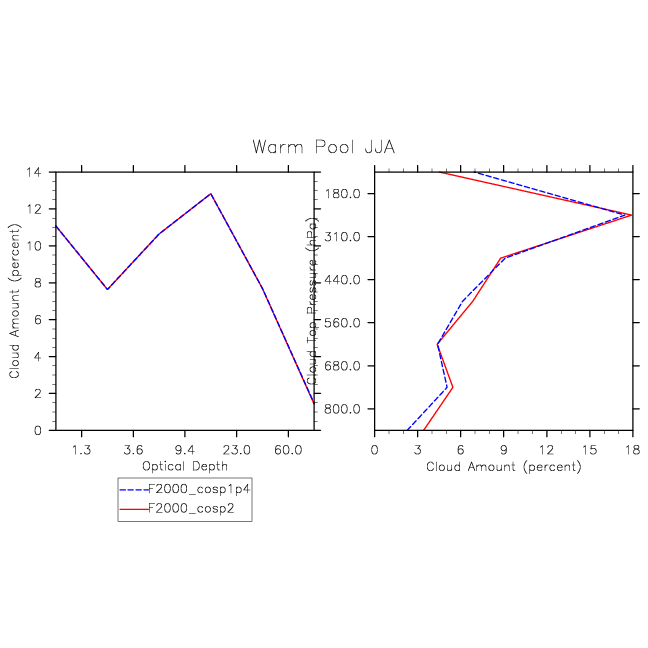 Warm Pool JJA
Cloud Amount (percent)
14
12
10
8
6
4
2
0
1.3 3.6 9.4 23.0 60.0
Optical Depth
Cloud Top Pressure (hPa)
180.0
310.0
440.0
560.0
680.0
800.0
0 3 6 9 12 15 18
Cloud Amount (percent)
F2000_cosp1p4
F2000_cosp2